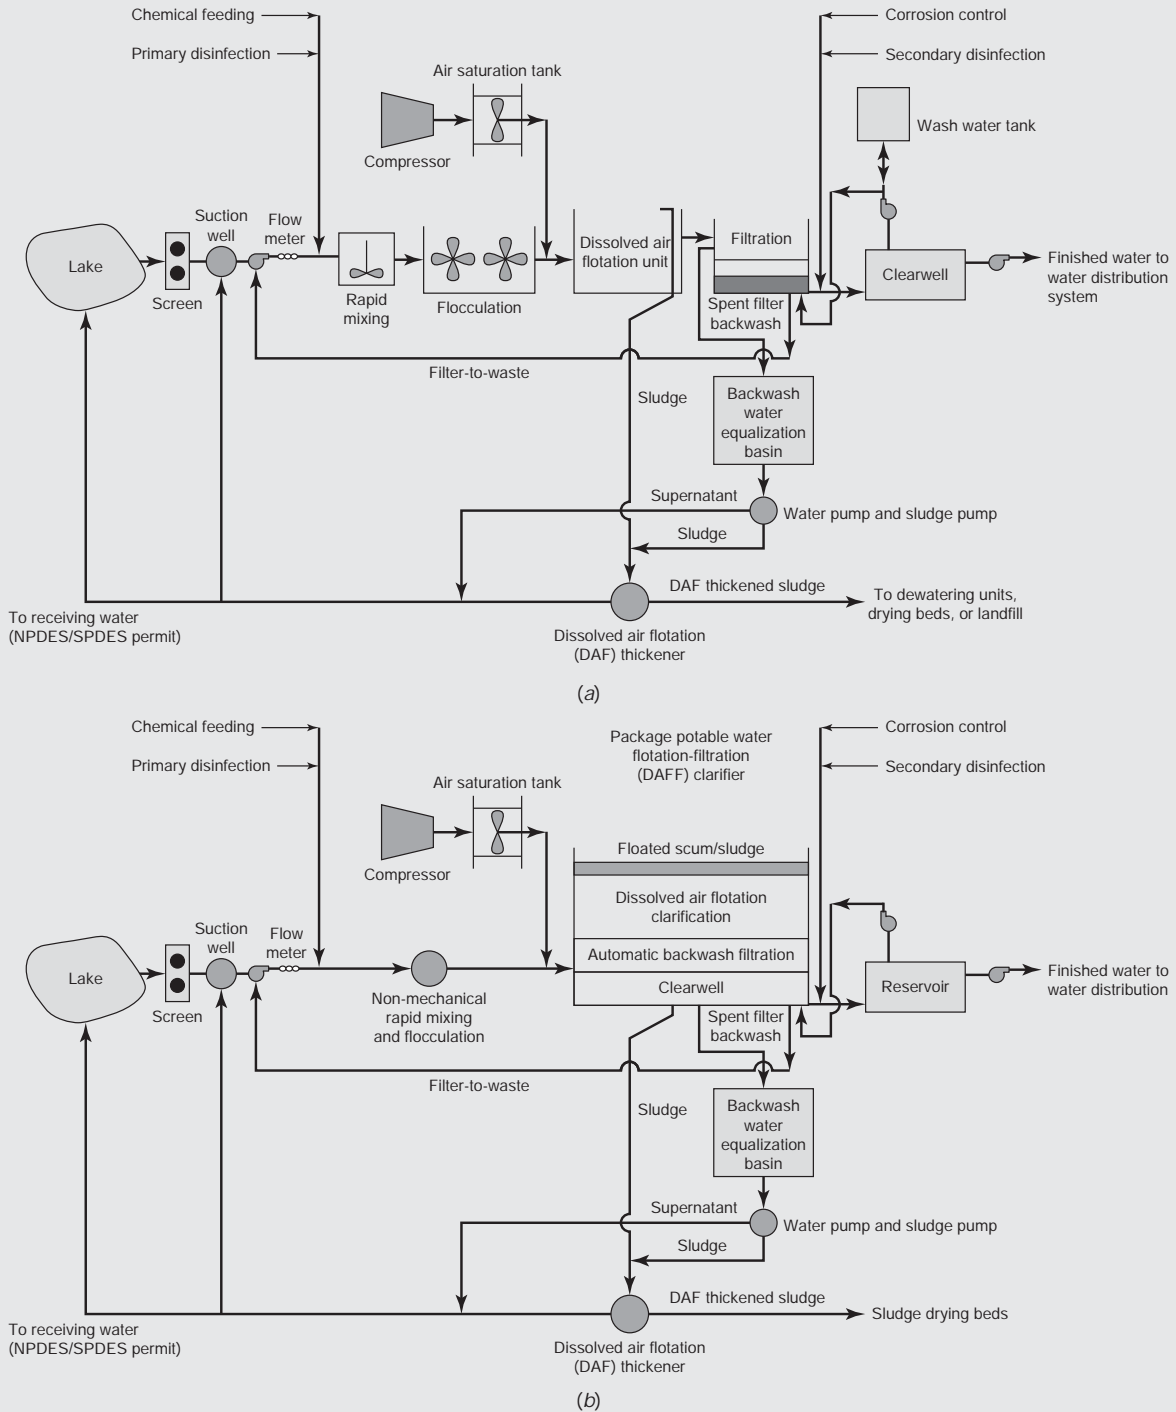 Chemical feeding
Primary disinfection
Corrosion control
Secondary disinfection
Air saturation tank
Compressor
Wash water tank
Lake
Screen
Suction
well
Flow
meter
Rapid
mixing
Flocculation
Dissolved air
flotation unit
Filtration
Spent filter
backwash
Clearwell
Finished water to
water distribution
system
Filter-to-waste
Sludge
Backwash
water
equalization
basin
Supernatant
Water pump and sludge pump
Sludge
DAF thickened sludge
To dewatering units,
drying beds, or landfill
To receiving water
(NPDES/SPDES permit)
Dissolved air flotation
(DAF) thickener
(a)
Chemical feeding
Primary disinfection
Package potable water
flotation-filtration
(DAFF) clarifier
Corrosion control
Secondary disinfection
Air saturation tank
Compressor
Floated scum/sludge
Dissolved air flotation
clarification
Automatic backwash filtration
Clearwell
Lake
Screen
Suction
well
Flow
meter
Non-mechanical
rapid mixing
and flocculation
Spent filter
backwash
Reservoir
Finished water to
water distribution
Filter-to-waste
Sludge
Backwash
water
equalization
basin
Supernatant
Water pump and sludge pump
Sludge
DAF thickened sludge
Sludge drying beds
To receiving water
(NPDES/SPDES permit)
Dissolved air flotation
(DAF) thickener
(b)